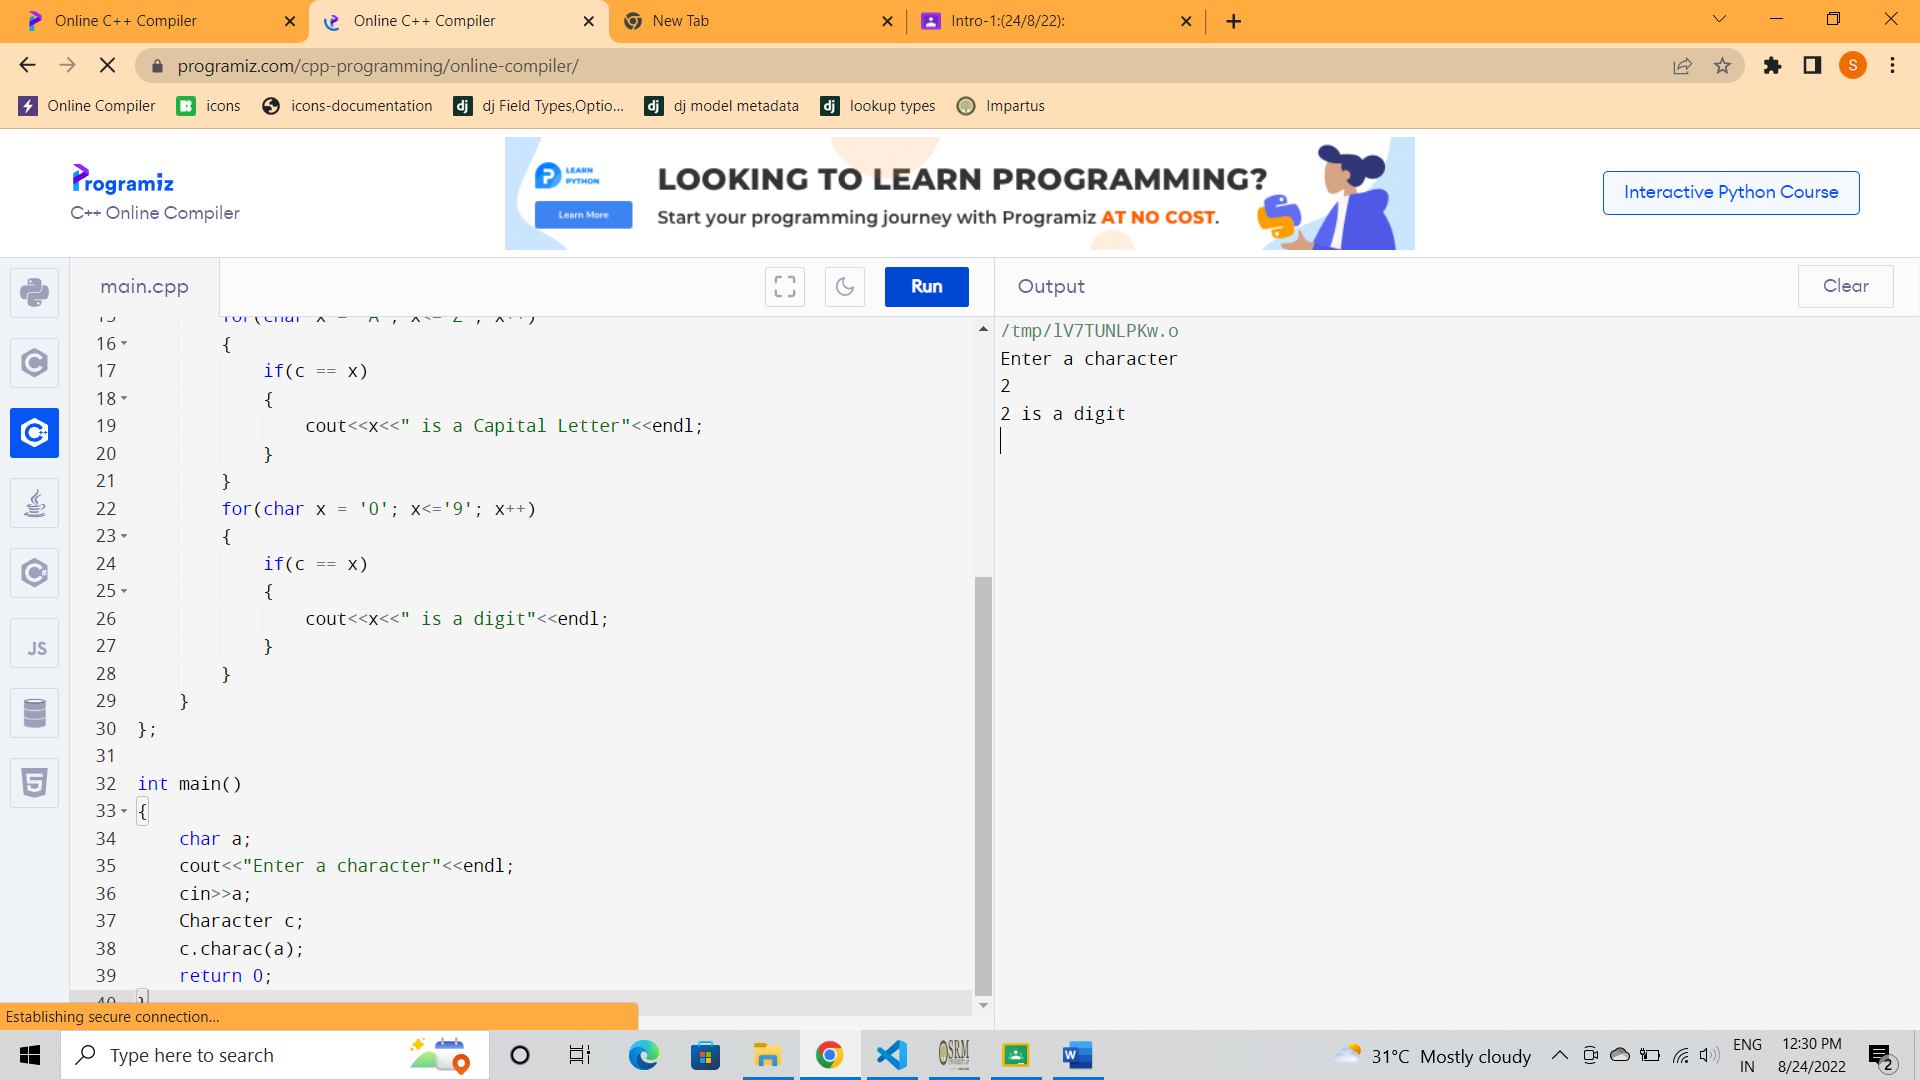 Online C++ Compiler
Online C++ Compiler
New Tab
Intro-1:(24/8/22):
programiz.com/cpp-programming/online-compiler/
S
Online Compiler
icons
icons-documentation
dj Field Types,Optio...
dj model metadata
lookup types
Impartus
Programiz
C++ Online Compiler
LEARN PYTHON
Learn More
LOOKING TO LEARN PROGRAMMING?
Start your programming journey with Programiz AT NO COST.
Interactive Python Course
main.cpp
Run
Output
Clear
15 for(char x = 'A'; x<='Z'; x++)
16 {
17 if(c == x)
18 {
19 cout<<x<<" is a Capital Letter"<<endl;
20 }
21 }
22 for(char x = '0'; x<='9'; x++)
23 {
24 if(c == x)
25 {
26 cout<<x<<" is a digit"<<endl;
27 }
28 }
29 }
30 };
31
32 int main()
33 {
34 char a;
35 cout<<"Enter a character"<<endl;
36 cin>>a;
37 Character c;
38 c.charac(a);
39 return 0;
40 }
/tmp/lV7TUNLPKw.o
Enter a character
2
2 is a digit
JS
Establishing secure connection...
Type here to search
SRM
31°C Mostly cloudy
ENG
IN
12:30 PM
8/24/2022
2